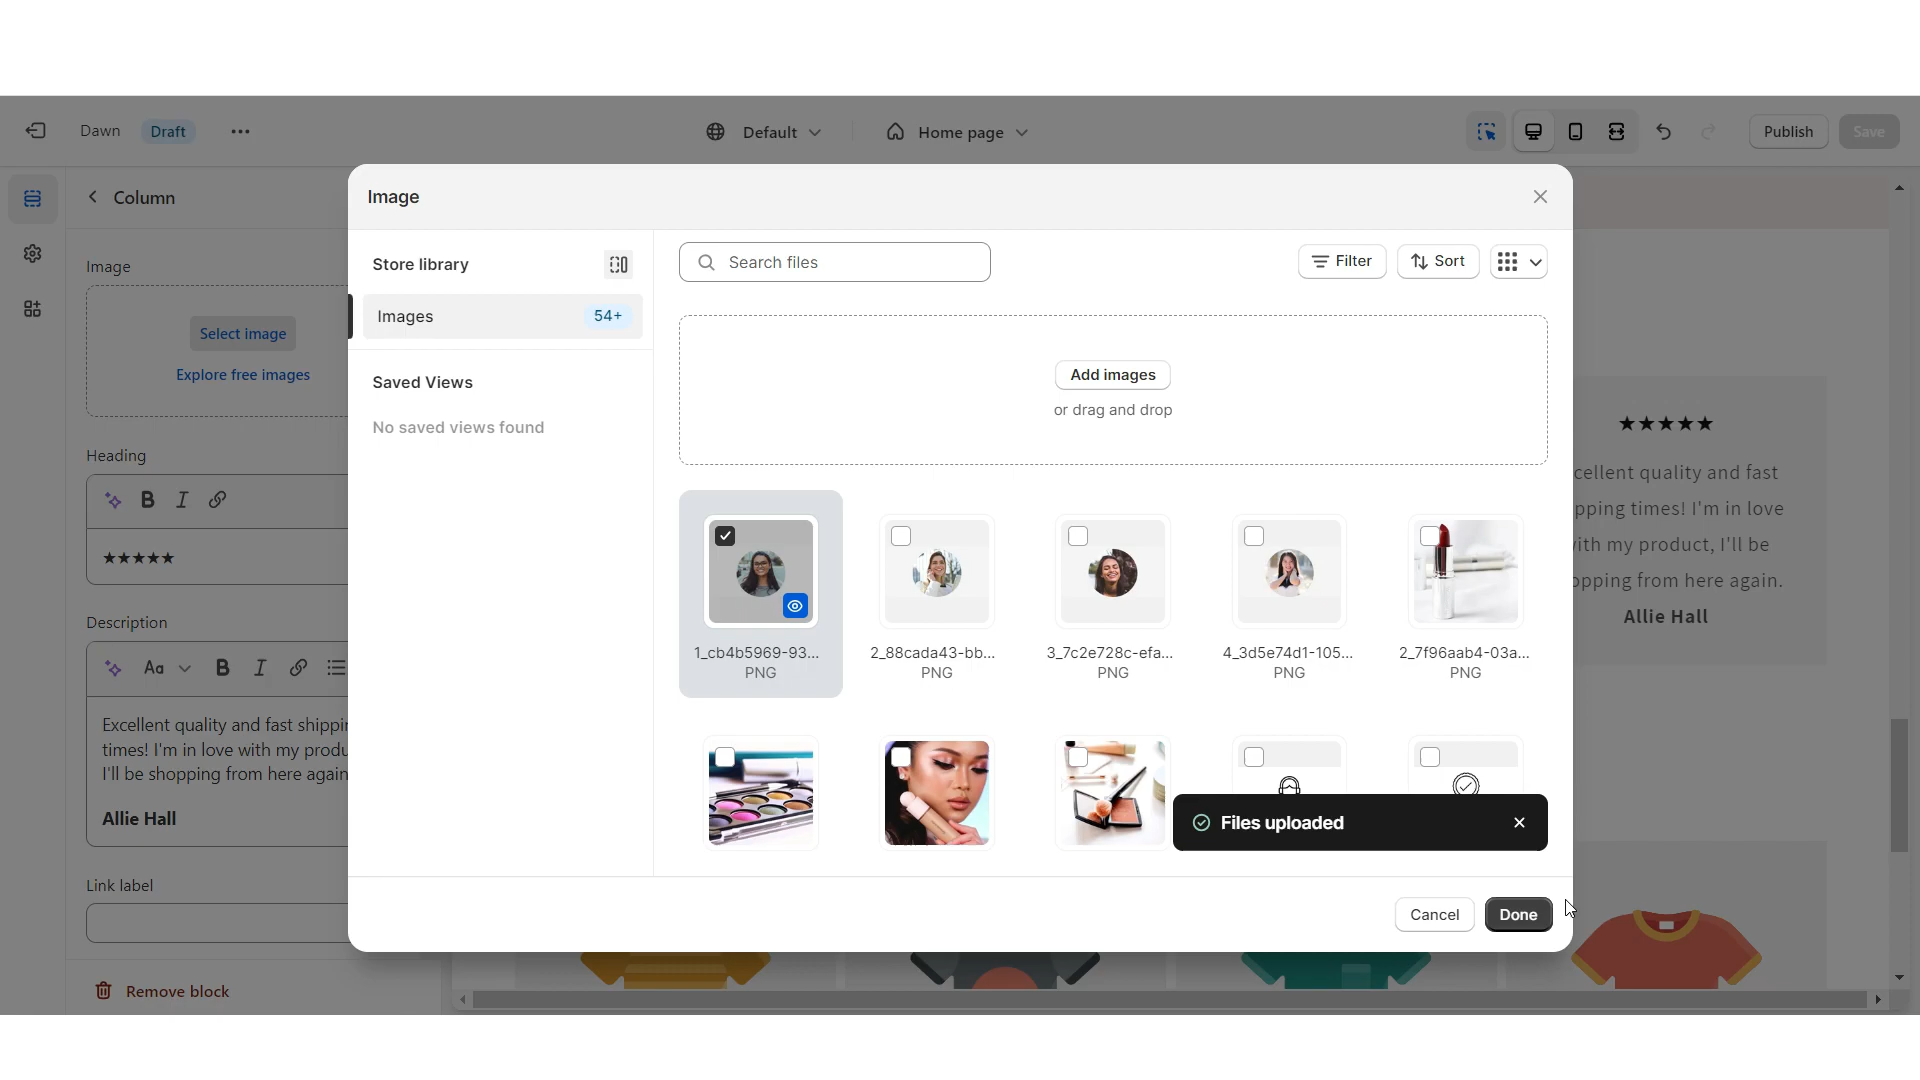 Dawn
Draft
Default
Home page
Publish
Save
Column
Image
Select image
Explore free images
Heading
★★★★★
Description
Aa
Excellent quality and fast shippin
times! I'm in love with my produ
I'll be shopping from here again
Allie Hall
Link label
Remove block
Image
Store library
Images
54+
Saved Views
No saved views found
Search files
Filter
Sort
Add images
or drag and drop
1_cb4b5969-93...
PNG
2_88cada43-bb...
PNG
3_7c2e728c-efa...
PNG
4_3d5e74d1-105...
PNG
2_7f96aab4-03a...
PNG
Files uploaded
Cancel
Done
★★★★★
cellent quality and fast
pping times! I'm in love
ith my product, I'll be
opping from here again.
Allie Hall